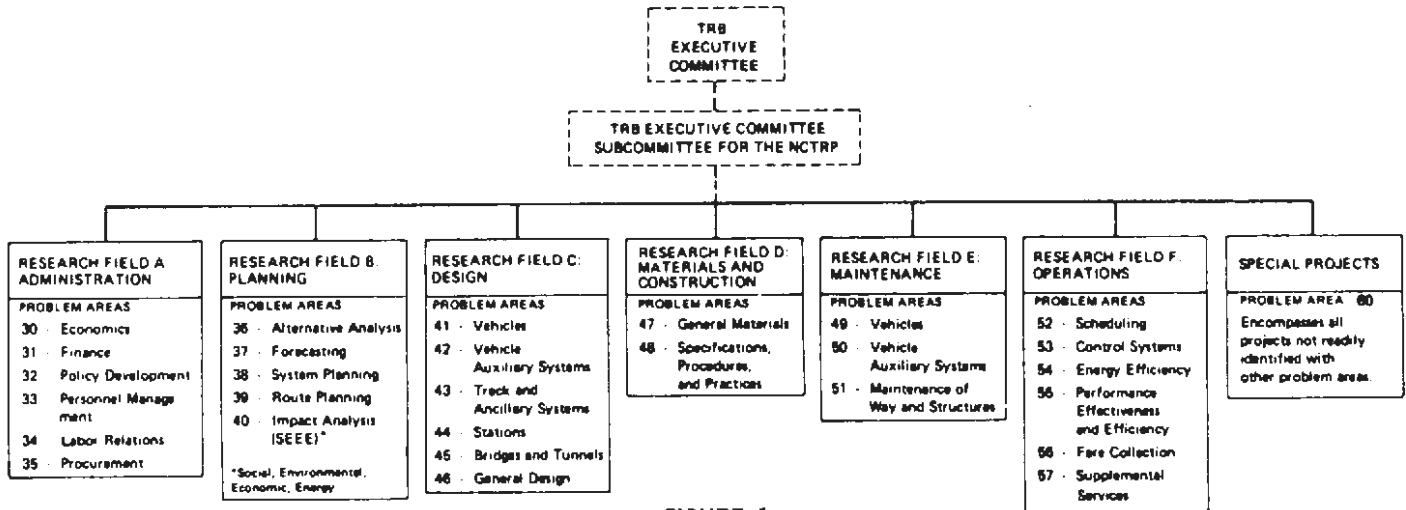 TRB
EXECUTIVE
COMMITTEE
TRB EXECUTIVE COMMITTEE
SUBCOMMITTEE FOR THE NCTRP
RESEARCH FIELD A
ADMINISTRATION
PROBLEM AREAS
30 · Economics
31 · Finance
32 · Policy Development
33 · Personnel Manage
ment
34 · Labor Relations
35 · Procurement
RESEARCH FIELD B:
PLANNING
PROBLEM AREAS
36 · Alternative Analysis
37 · Forecasting
38 · System Planning
39 · Route Planning
40 · Impact Analysis
(SEEE)*
*Social, Environmental,
Economic, Energy
RESEARCH FIELD C:
DESIGN
PROBLEM AREAS
41 · Vehicles
42 · Vehicle
Auxiliary Systems
43 · Track and
Ancillary Systems
44 · Stations
45 · Bridges and Tunnels
46 · General Design
RESEARCH FIELD D:
MATERIALS AND
CONSTRUCTION
PROBLEM AREAS
47 · General Materials
48 · Specifications,
Procedures,
and Practices
RESEARCH FIELD E:
MAINTENANCE
PROBLEM AREAS
49 · Vehicles
50 · Vehicle
Auxiliary Systems
51 · Maintenance of
Way and Structures
RESEARCH FIELD F:
OPERATIONS
PROBLEM AREAS
52 · Scheduling
53 · Control Systems
54 · Energy Efficiency
55 · Performance
Effectiveness
and Efficiency
56 · Fare Collection
57 · Supplemental
Services
SPECIAL PROJECTS
PROBLEM AREA 60
Encompasses all
projects not readily
identified with
other problem areas.